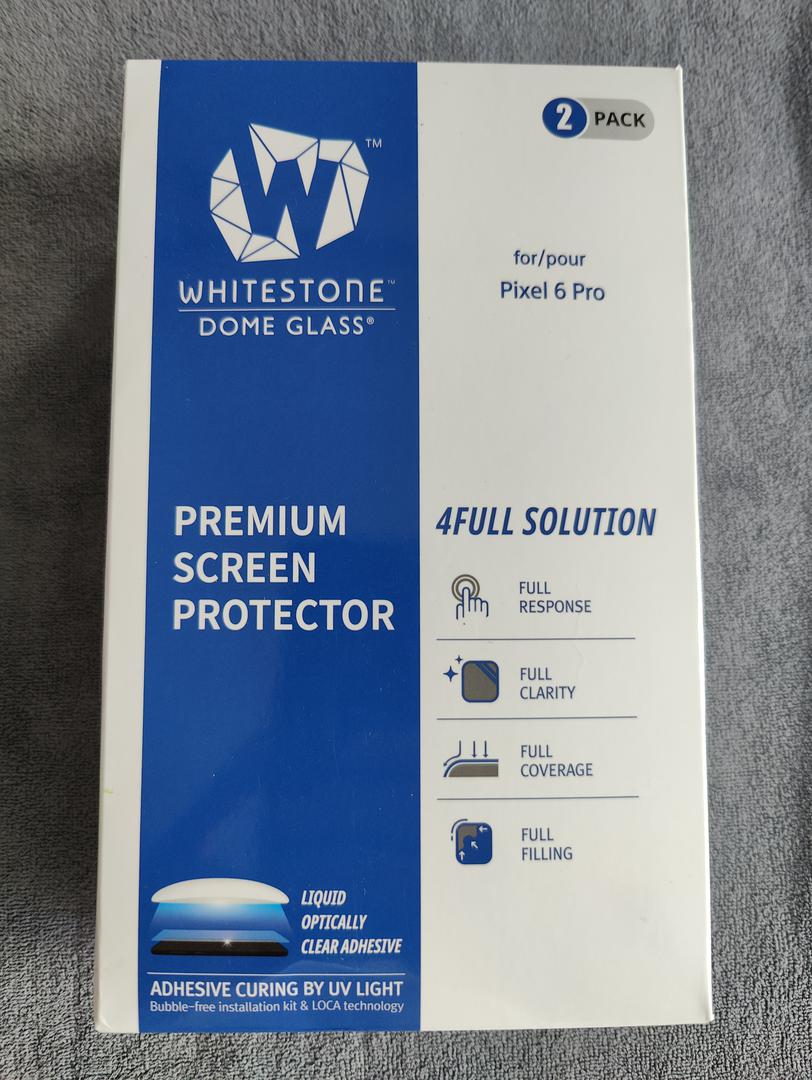 2 PACK
W™
WHITESTONE™
DOME GLASS®
for/pour
Pixel 6 Pro
PREMIUM
SCREEN
PROTECTOR
4FULL SOLUTION
FULL
RESPONSE
FULL
CLARITY
FULL
COVERAGE
FULL
FILLING
LIQUID
OPTICALLY
CLEAR ADHESIVE
ADHESIVE CURING BY UV LIGHT
Bubble-free installation kit & LOCA technology